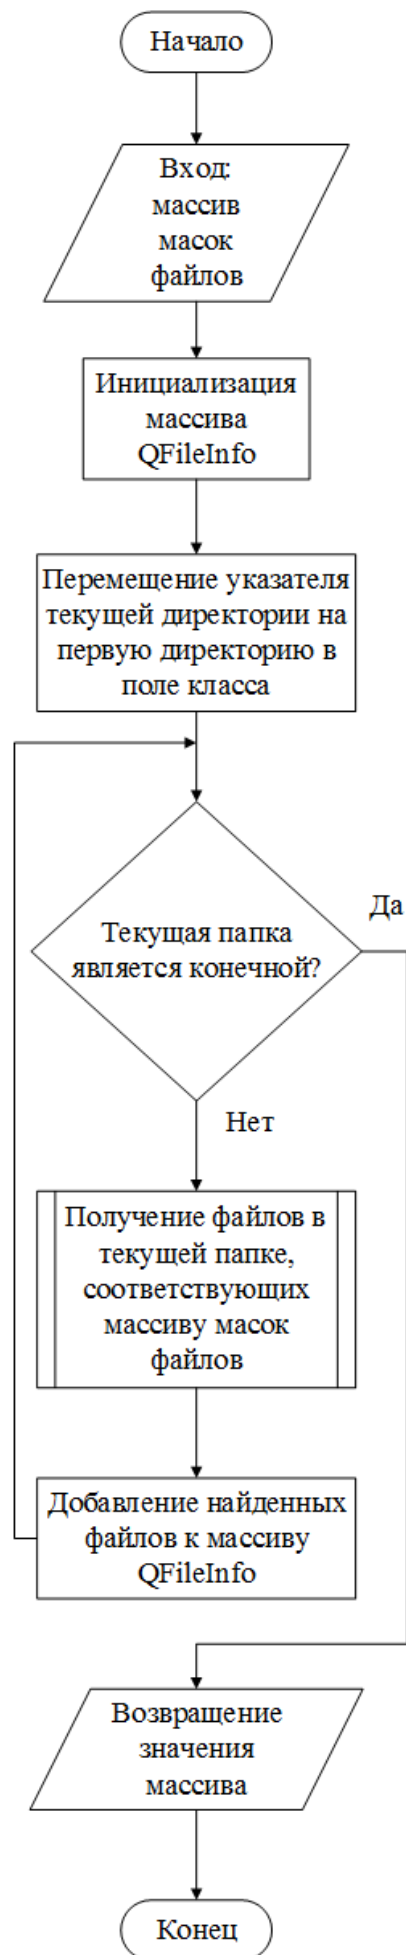 Начало
Вход:
массив
масок
файлов
Инициализация
массива
QFileInfo
Перемещение указателя
текущей директории на
первую директорию в
поле класса
Да
Текущая папка
является конечной?
Нет
Получение файлов в
текущей папке,
соответствующих
массиву масок
файлов
Добавление найденных
файлов к массиву
QFileInfo
Возвращение
значения
массива
Конец